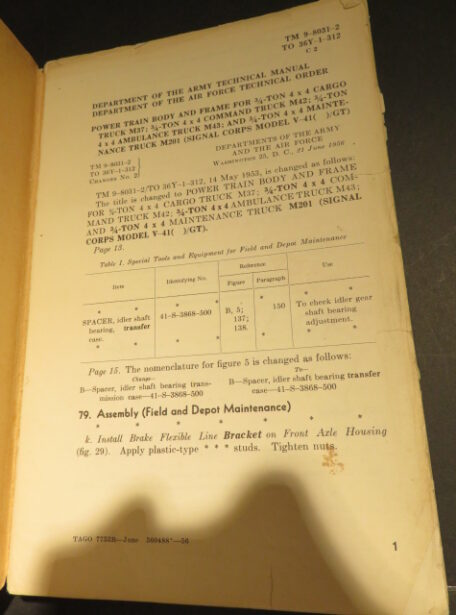 TM 9-8031-2
TO 36Y-1-312
C 2
DEPARTMENT OF THE ARMY TECHNICAL MANUAL
DEPARTMENT OF THE AIR FORCE TECHNICAL ORDER
POWER TRAIN BODY AND FRAME FOR ¾-TON 4 x 4 CARGO
TRUCK M37; ¾-TON 4 x 4 COMMAND TRUCK M42; ¾-TON
4 x 4 AMBULANCE TRUCK M43; AND ¾-TON 4 x 4 MAINTE-
NANCE TRUCK M201 (SIGNAL CORPS MODEL V-41( )/GT)
TM 9-8031-2
TO 36Y-1-312
CHANGES NO. 2
DEPARTMENTS OF THE ARMY
AND THE AIR FORCE
WASHINGTON 25, D. C., 21 June 1956
TM 9-8031-2/TO 36Y-1-312, 14 May 1953, is changed as follows:
The title is changed to POWER TRAIN BODY AND FRAME
FOR ¾-TON 4 x 4 CARGO TRUCK M37; ¾-TON 4 x 4 COM-
MAND TRUCK M42; ¾-TON 4 x 4 AMBULANCE TRUCK M43;
AND ¾-TON 4 x 4 MAINTENANCE TRUCK M201 (SIGNAL
CORPS MODEL V-41( )/GT).
Page 13.
Table 1. Special Tools and Equipment for Field and Depot Maintenance
Item
Identifying No.
Reference
Figure
Paragraph
Use
* * * * *
SPACER, idler shaft
bearing, transfer
case.
41-8-3868-500
B, 5;
137;
138.
150
To check idler gear
shaft bearing
adjustment.
* * * * * *
Page 15. The nomenclature for figure 5 is changed as follows:
Change—
B—Spacer, idler shaft bearing trans-
mission case—41-8-3868-500
To—
B—Spacer, idler shaft bearing transfer
case—41-8-3868-500
79. Assembly (Field and Depot Maintenance)
* * * * * * *
k. Install Brake Flexible Line Bracket on Front Axle Housing
(fig. 29). Apply plastic-type * * * studs. Tighten nuts.
TAGO 7752B—June 300488°—56
1